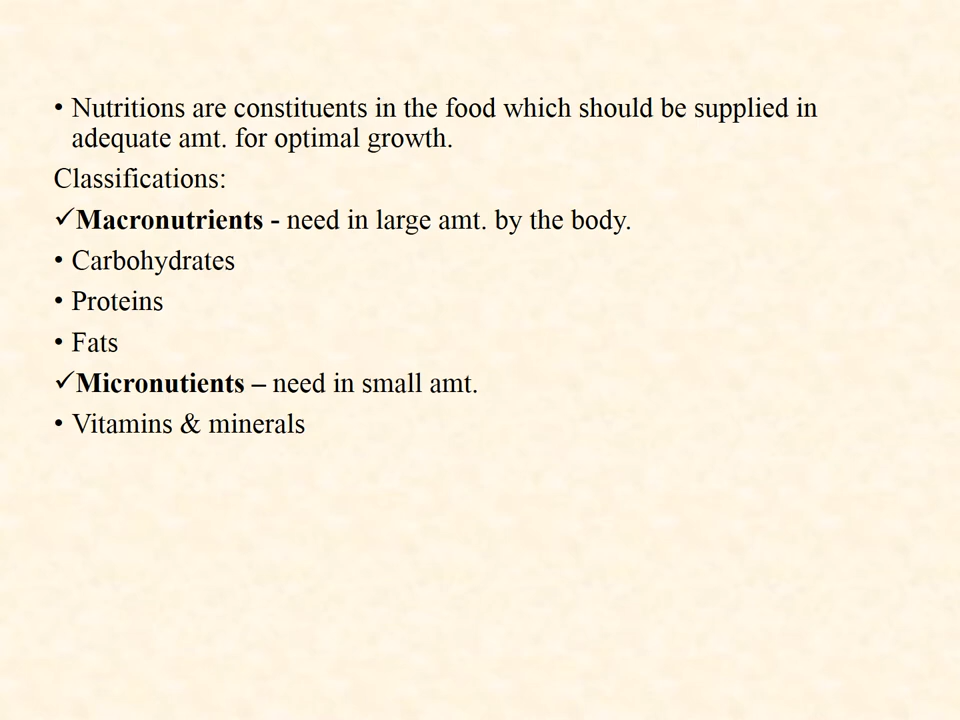 • Nutritions are constituents in the food which should be supplied in
adequate amt. for optimal growth.
Classifications:
✓Macronutrients - need in large amt. by the body.
• Carbohydrates
• Proteins
• Fats
✓Micronutients – need in small amt.
• Vitamins & minerals